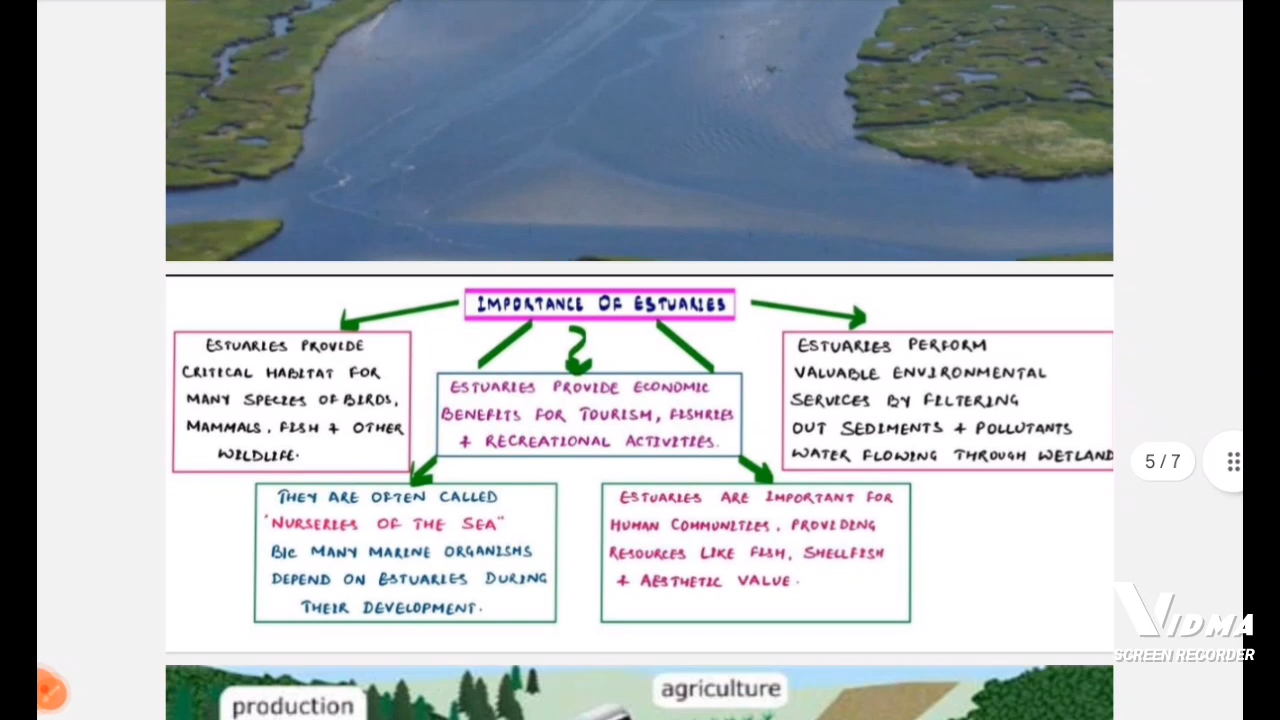 IMPORTANCE OF ESTUARIES
ESTUARIES PROVIDE
CRITICAL HABITAT FOR
MANY SPECIES OF BIRDS,
MAMMALS, FISH + OTHER
WILDLIFE.
ESTUARIES PROVIDE ECONOMIC
BENEFITS FOR TOURISM, FISHRIES
+ RECREATIONAL ACTIVITIES.
ESTUARIES PERFORM
VALUABLE ENVIRONMENTAL
SERVICES BY FILTERING
OUT SEDIMENTS + POLLUTANTS
WATER FLOWING THROUGH WETLAND
THEY ARE OFTEN CALLED
"NURSERIES OF THE SEA"
B/C MANY MARINE ORGANISMS
DEPEND ON ESTUARIES DURING
THEIR DEVELOPMENT.
ESTUARIES ARE IMPORTANT FOR
HUMAN COMMUNITIES, PROVIDING
RESOURCES LIKE FISH, SHELLFISH
+ AESTHETIC VALUE.
5 / 7
production
agriculture
VIDMA
SCREEN RECORDER